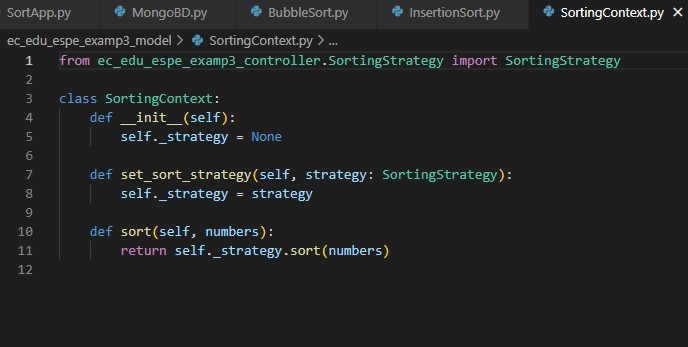 SortApp.py MongoBD.py BubbleSort.py InsertionSort.py SortingContext.py
ec_edu_espe_examp3_model > SortingContext.py > ...
1 from ec_edu_espe_examp3_controller.SortingStrategy import SortingStrategy
2
3 class SortingContext:
4     def __init__(self):
5         self._strategy = None
6
7     def set_sort_strategy(self, strategy: SortingStrategy):
8         self._strategy = strategy
9
10     def sort(self, numbers):
11         return self._strategy.sort(numbers)
12